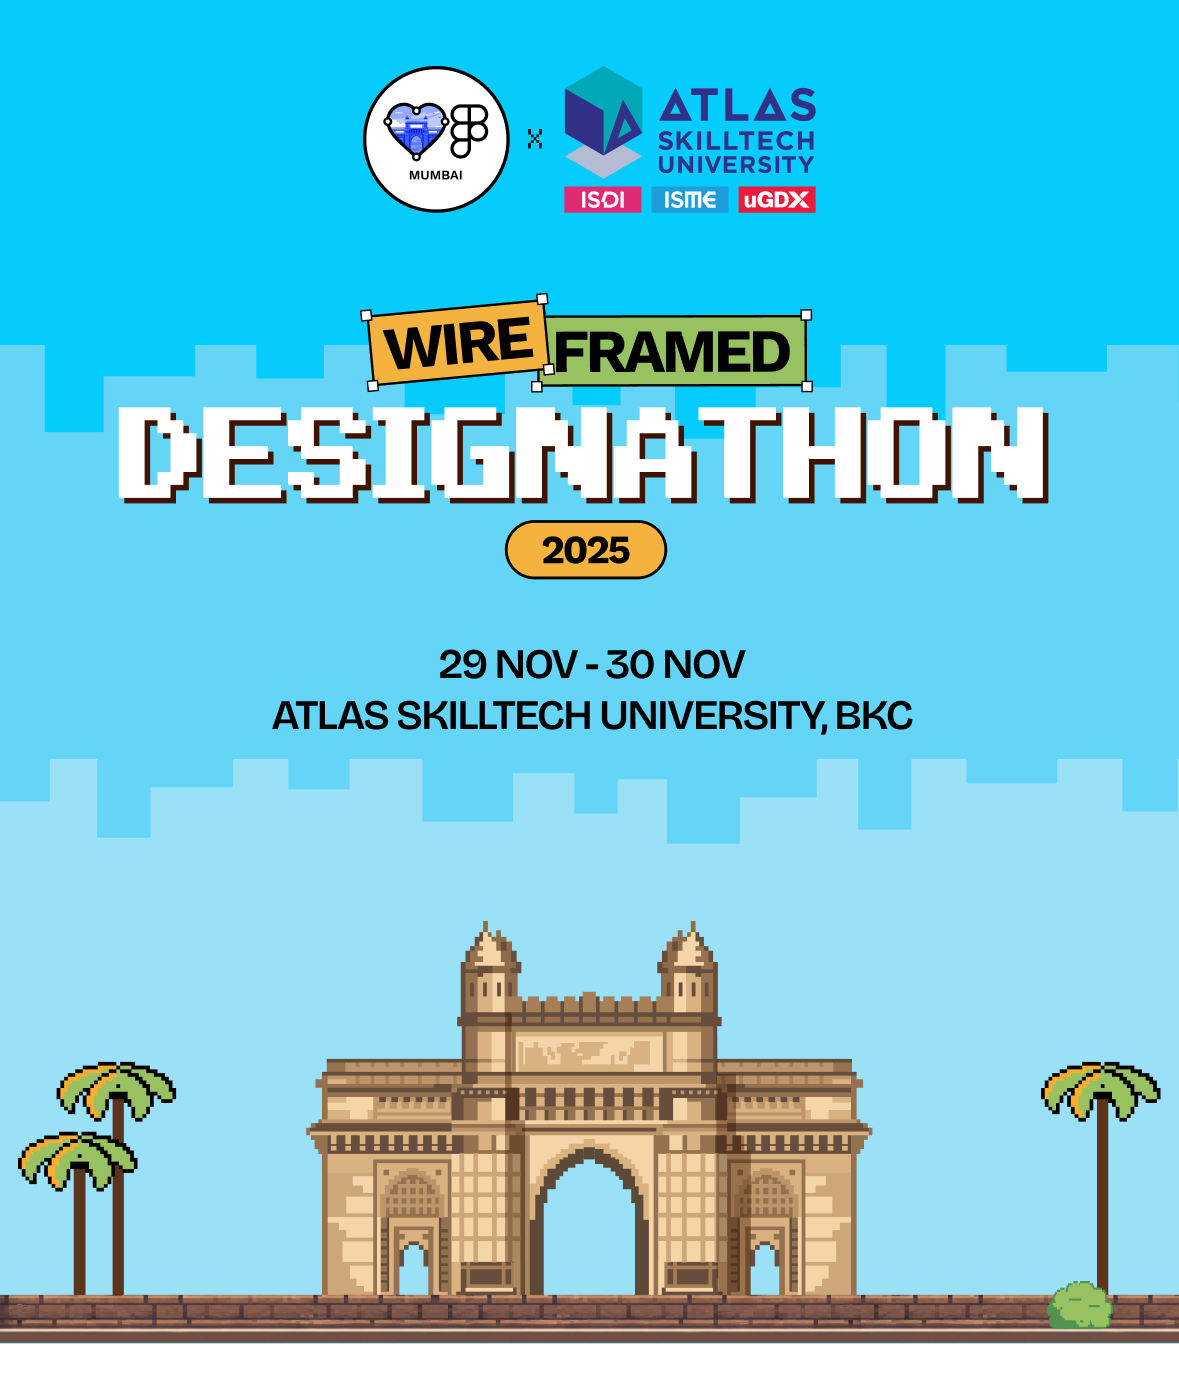 MUMBAI
X
ATLAS
SKILLTECH
UNIVERSITY
ISDI ISME uGDX
WIRE FRAMED
DESIGNATHON
2025
29 NOV - 30 NOV
ATLAS SKILLTECH UNIVERSITY, BKC